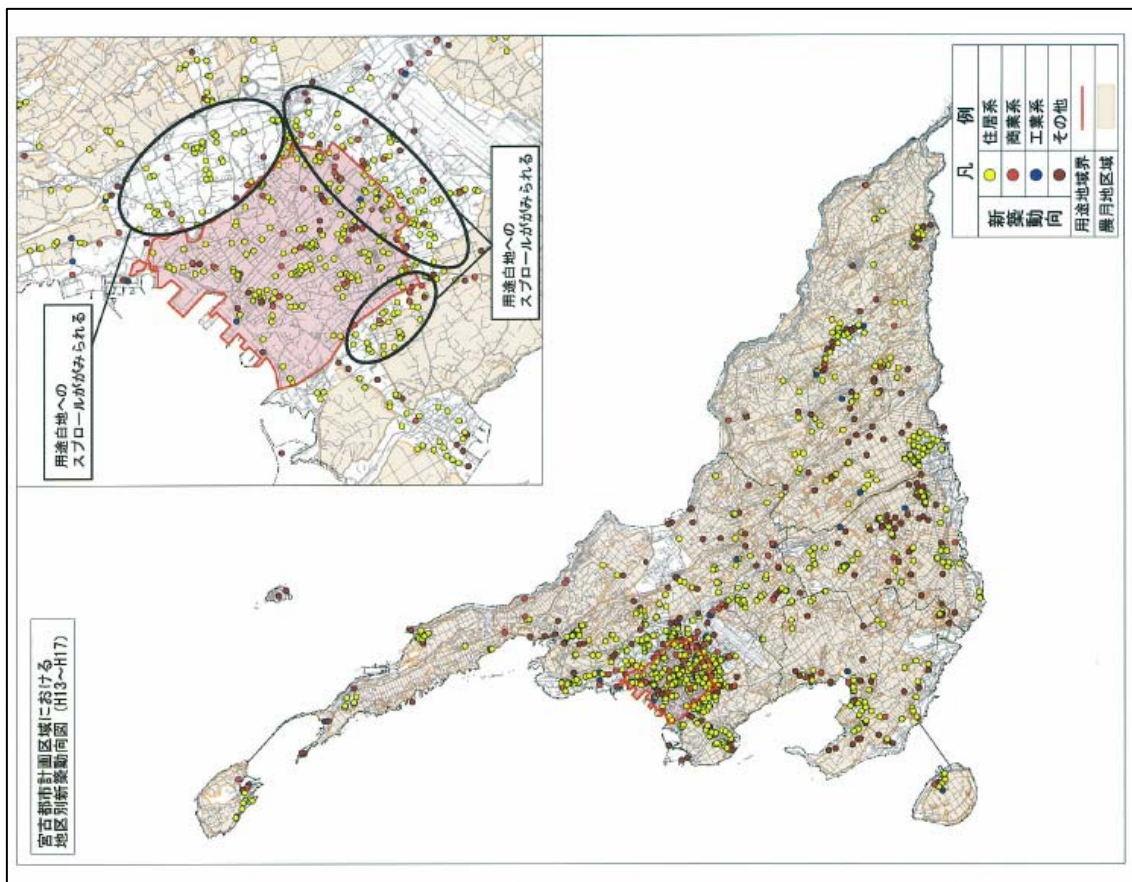 宮古都市計画区域における
地区別新築動向図（H13～H17）
用途白地への
スプロールがみられる
用途白地への
スプロールがみられる
凡 例
新築動向
住居系
商業系
工業系
その他
用途地域界
農用地区域